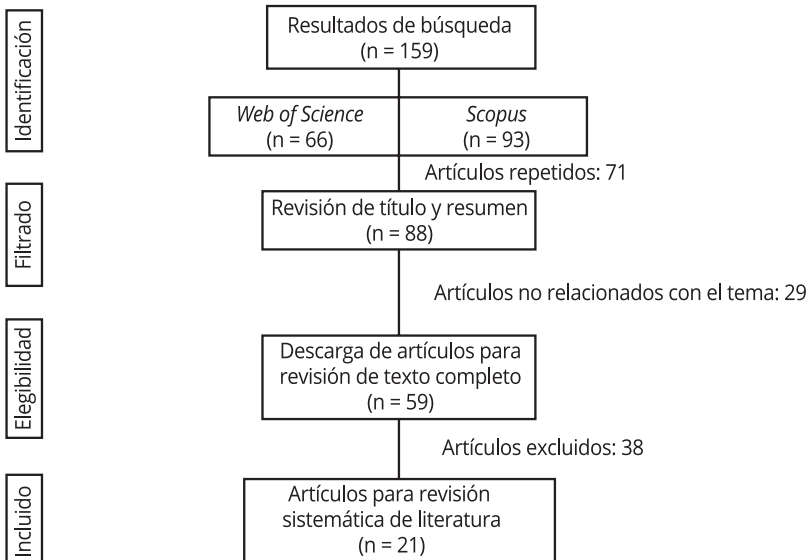 Identificación
Resultados de búsqueda
(n = 159)
Web of Science
(n = 66)
Scopus
(n = 93)
Artículos repetidos: 71
Filtrado
Revisión de título y resumen
(n = 88)
Artículos no relacionados con el tema: 29
Elegibilidad
Descarga de artículos para
revisión de texto completo
(n = 59)
Artículos excluidos: 38
Incluido
Artículos para revisión
sistemática de literatura
(n = 21)